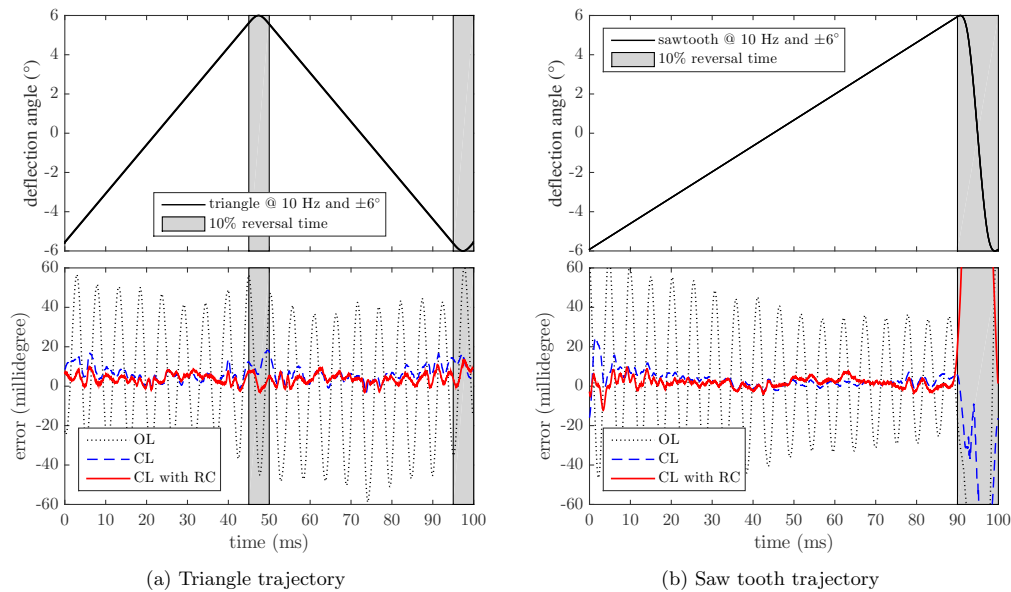 6
4
2
0
-2
-4
-6
deflection angle (°)
triangle @ 10 Hz and ±6°
10% reversal time
60
40
20
0
-20
-40
-60
error (millidegree)
OL
CL
CL with RC
0 10 20 30 40 50 60 70 80 90 100
time (ms)
(a) Triangle trajectory
6
4
2
0
-2
-4
-6
deflection angle (°)
sawtooth @ 10 Hz and ±6°
10% reversal time
60
40
20
0
-20
-40
-60
error (millidegree)
OL
CL
CL with RC
0 10 20 30 40 50 60 70 80 90 100
time (ms)
(b) Saw tooth trajectory